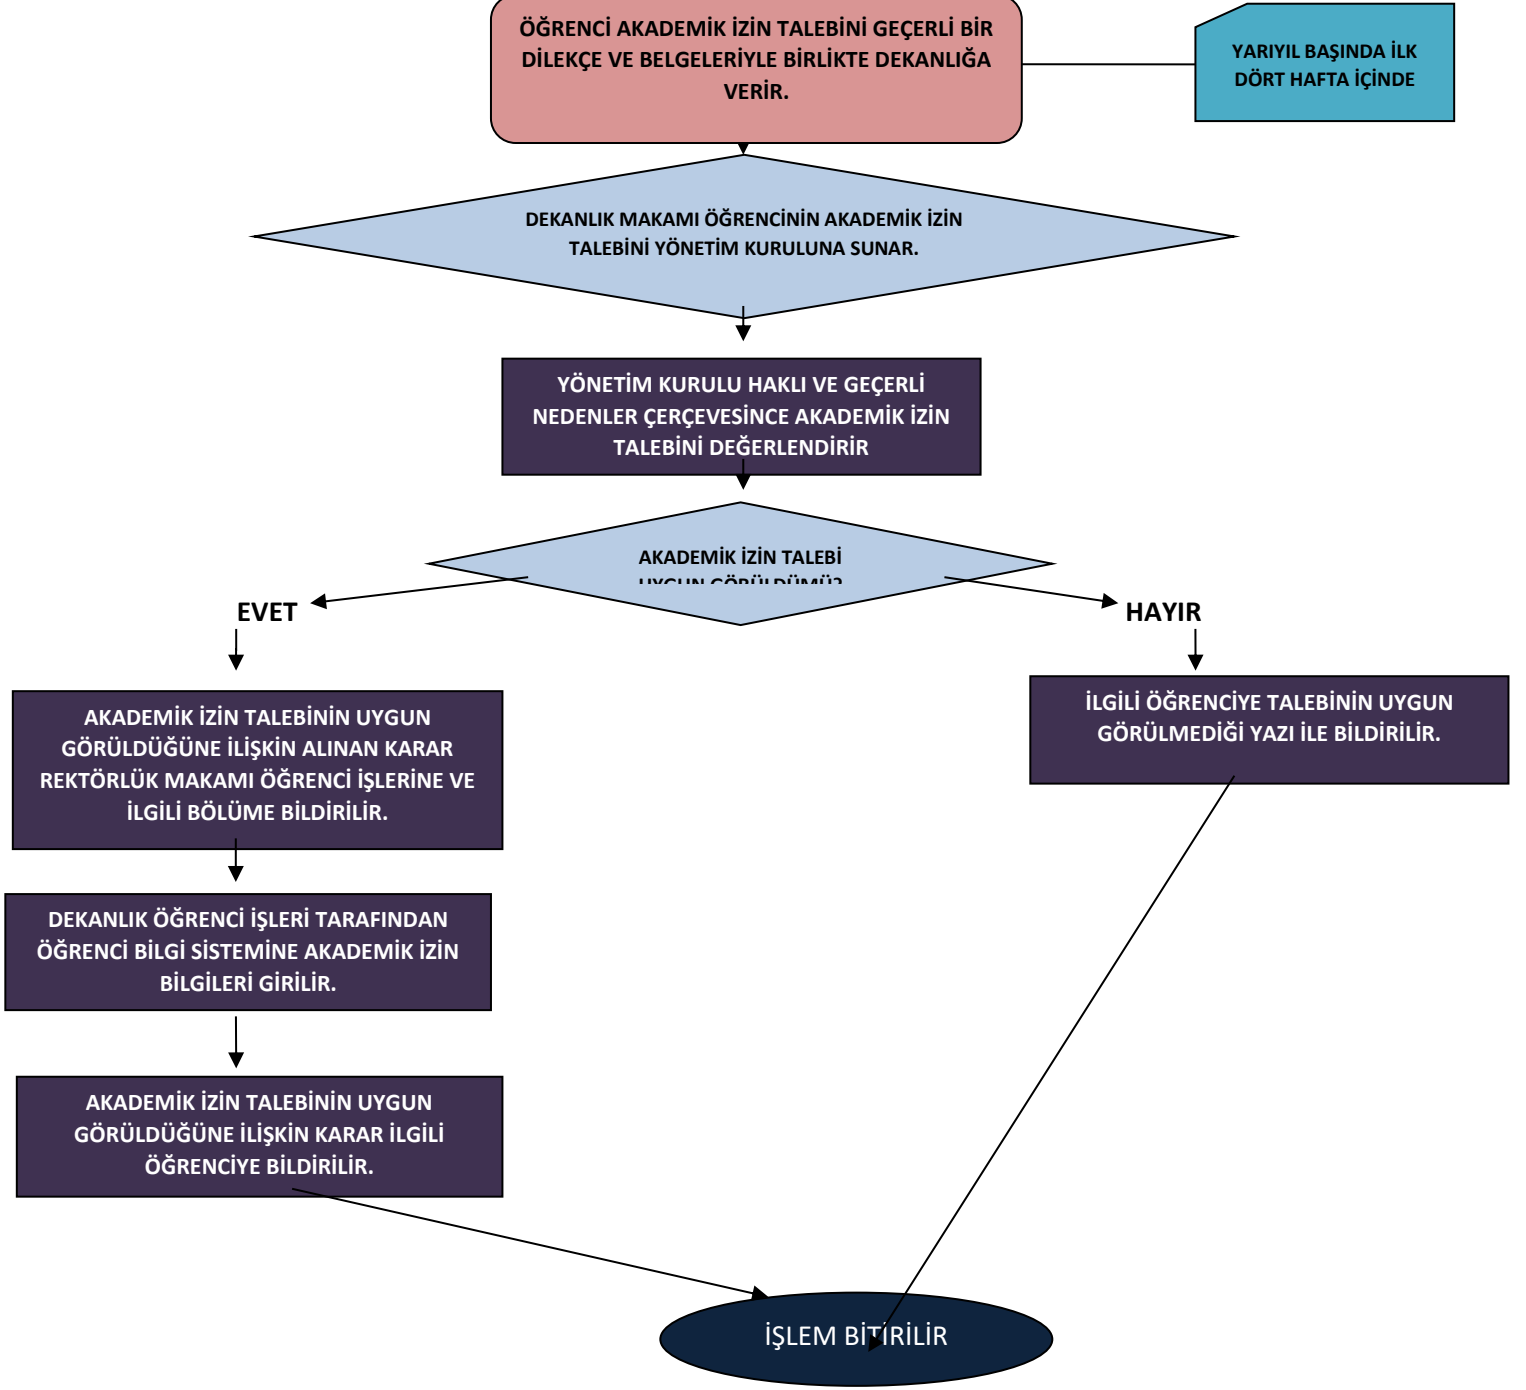 ÖĞRENCİ AKADEMİK İZİN TALEBİNİ GEÇERLİ BİR
DİLEKÇE VE BELGELERİYLE BİRLİKTE DEKANLIĞA
VERİR.
YARIYIL BAŞINDA İLK
DÖRT HAFTA İÇİNDE
DEKANLIK MAKAMI ÖĞRENCİNİN AKADEMİK İZİN
TALEBİNİ YÖNETİM KURULUNA SUNAR.
YÖNETİM KURULU HAKLI VE GEÇERLİ
NEDENLER ÇERÇEVESİNCE AKADEMİK İZİN
TALEBİNİ DEĞERLENDİRİR
AKADEMİK İZİN TALEBİ
UYGUN GÖRÜLDÜMÜ?
EVET
HAYIR
AKADEMİK İZİN TALEBİNİN UYGUN
GÖRÜLDÜĞÜNE İLİŞKİN ALINAN KARAR
REKTÖRLÜK MAKAMI ÖĞRENCİ İŞLERİNE VE
İLGİLİ BÖLÜME BİLDİRİLİR.
İLGİLİ ÖĞRENCİYE TALEBİNİN UYGUN
GÖRÜLMEDİĞİ YAZI İLE BİLDİRİLİR.
DEKANLIK ÖĞRENCİ İŞLERİ TARAFINDAN
ÖĞRENCİ BİLGİ SİSTEMİNE AKADEMİK İZİN
BİLGİLERİ GİRİLİR.
AKADEMİK İZİN TALEBİNİN UYGUN
GÖRÜLDÜĞÜNE İLİŞKİN KARAR İLGİLİ
ÖĞRENCİYE BİLDİRİLİR.
İŞLEM BİTİRİLİR